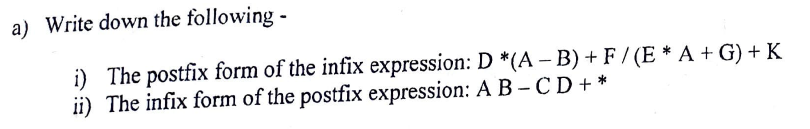 a) Write down the following -
i) The postfix form of the infix expression: D *(A – B) + F / (E * A + G) + K
ii) The infix form of the postfix expression: A B – C D + *